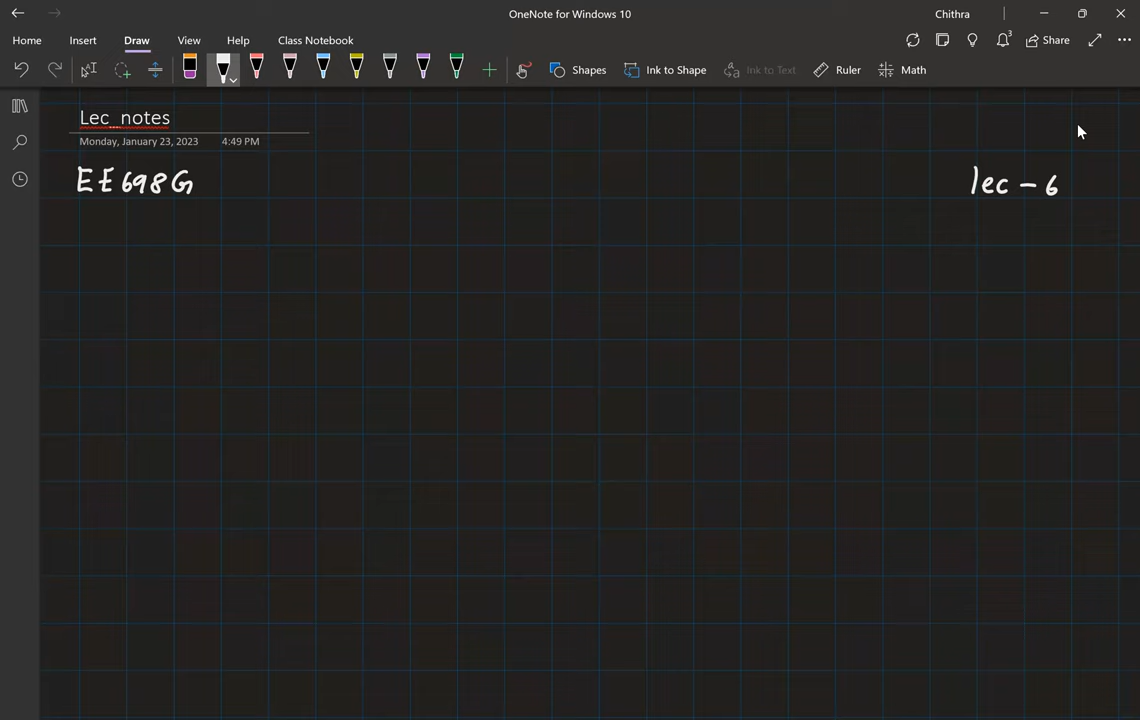 OneNote for Windows 10
Chithra
Home Insert Draw View Help Class Notebook
3 Share
Shapes Ink to Shape Ink to Text Ruler Math
Lec_notes
Monday, January 23, 2023 4:49 PM
EE698G lec - 6